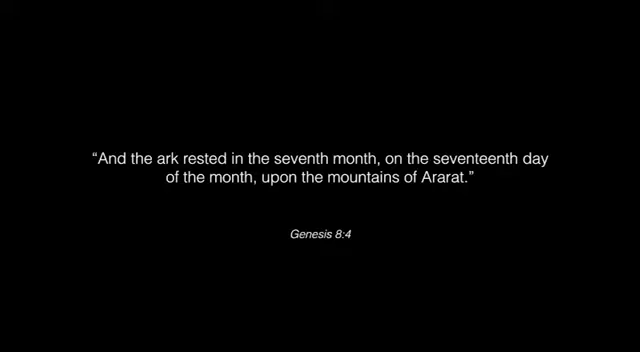 “And the ark rested in the seventh month, on the seventeenth day
of the month, upon the mountains of Ararat.”
Genesis 8:4